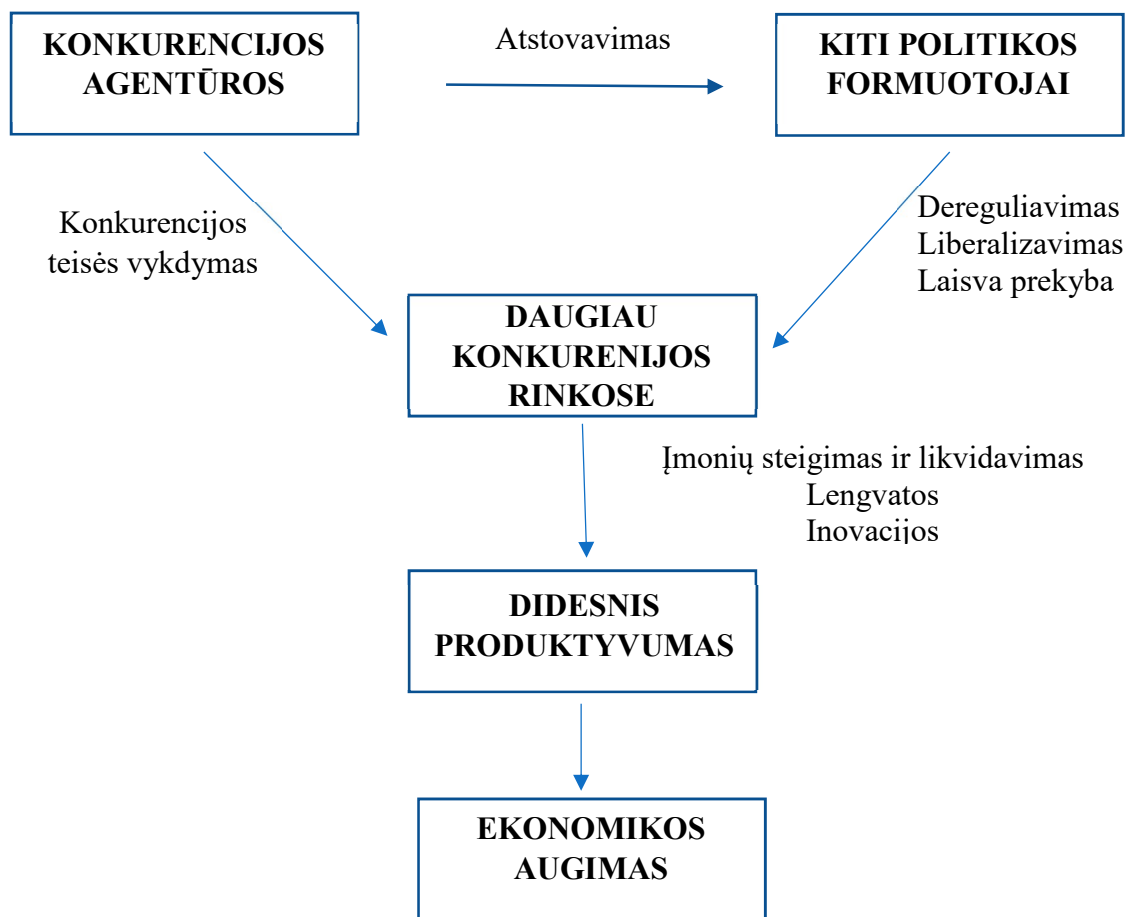 KONKURENCIJOS
AGENTŪROS
Atstovavimas
KITI POLITIKOS
FORMUOTOJAI
Konkurencijos
teisės vykdymas
Dereguliavimas
Liberalizavimas
Laisva prekyba
DAUGIAU
KONKURENIJOS
RINKOSE
Įmonių steigimas ir likvidavimas
Lengvatos
Inovacijos
DIDESNIS
PRODUKTYVUMAS
EKONOMIKOS
AUGIMAS